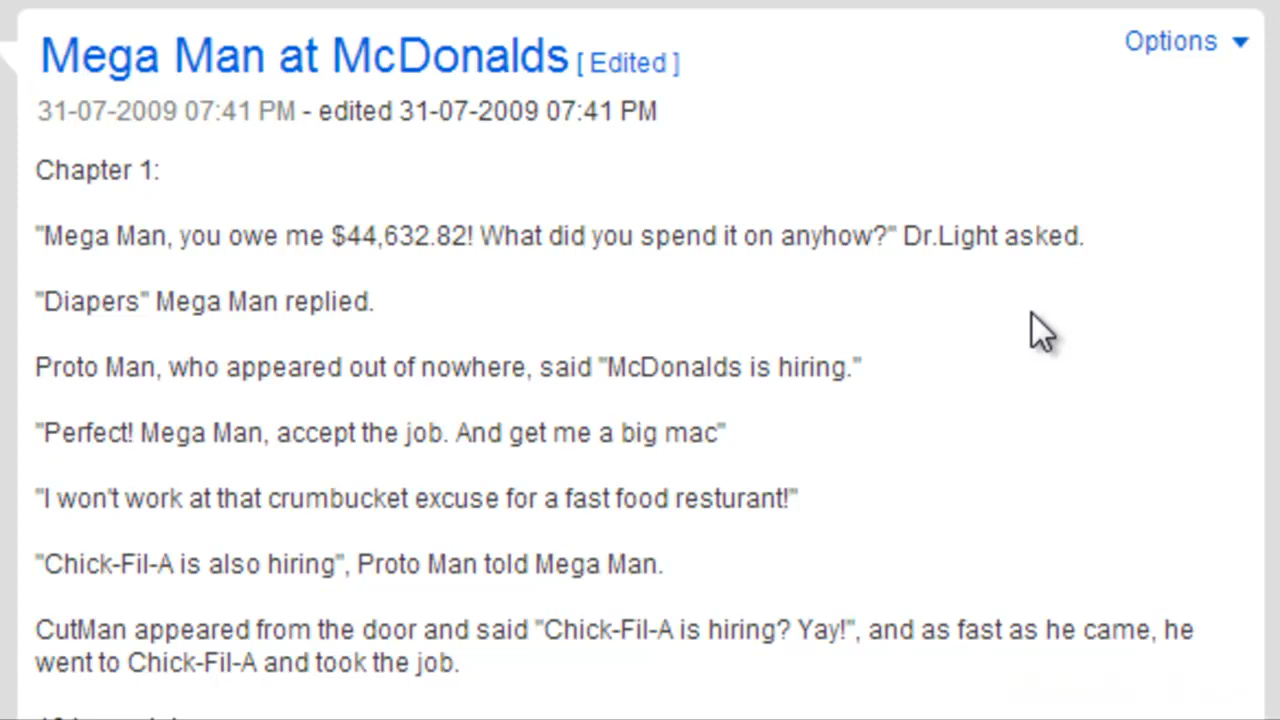 Mega Man at McDonalds [ Edited ]
Options
31-07-2009 07:41 PM - edited 31-07-2009 07:41 PM
Chapter 1:
"Mega Man, you owe me $44,632.82! What did you spend it on anyhow?" Dr.Light asked.
"Diapers" Mega Man replied.
Proto Man, who appeared out of nowhere, said "McDonalds is hiring."
"Perfect! Mega Man, accept the job. And get me a big mac"
"I won't work at that crumbucket excuse for a fast food resturant!"
"Chick-Fil-A is also hiring", Proto Man told Mega Man.
CutMan appeared from the door and said "Chick-Fil-A is hiring? Yay!", and as fast as he came, he
went to Chick-Fil-A and took the job.